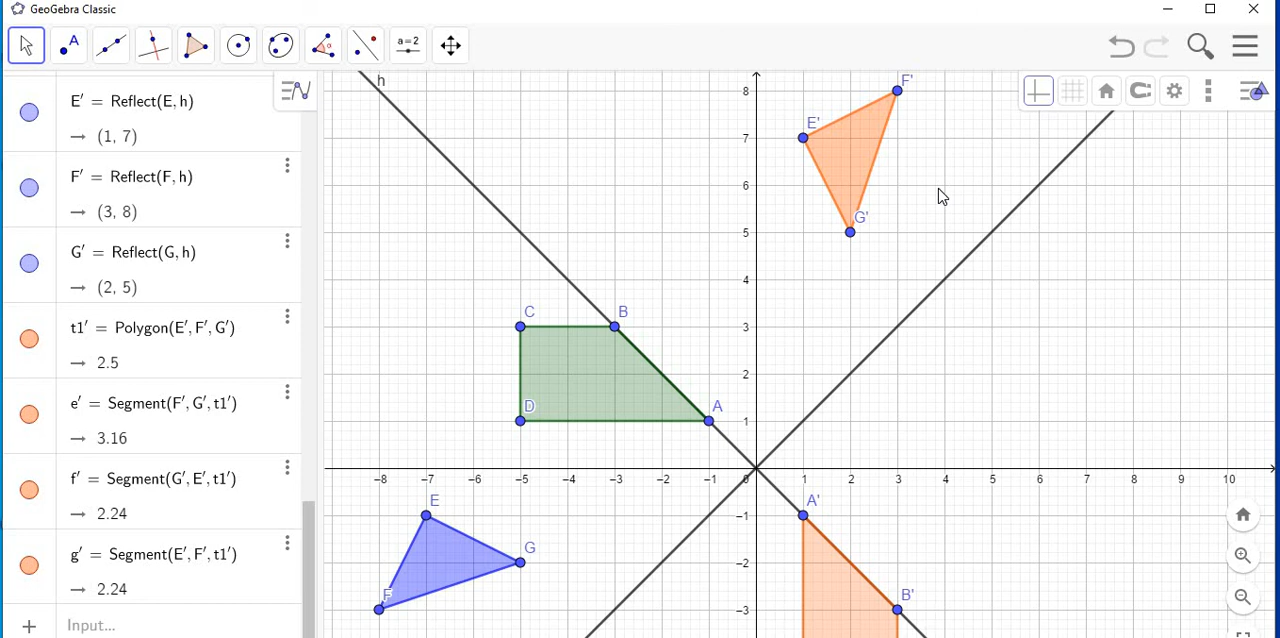 GeoGebra Classic
A
a=2
E′ = Reflect(E, h)
→ (1, 7)
F′ = Reflect(F, h)
→ (3, 8)
G′ = Reflect(G, h)
→ (2, 5)
t1′ = Polygon(E′, F′, G′)
→ 2.5
e′ = Segment(F′, G′, t1′)
→ 3.16
f′ = Segment(G′, E′, t1′)
→ 2.24
g′ = Segment(E′, F′, t1′)
→ 2.24
+ Input...
h
8
F'
E'
7
6
G'
5
4
C
B
3
2
D
A
1
−8 −7 −6 −5 −4 −3 −2 −1 0 1 2 3 4 5 6 7 8 9 10
E
A'
−1
G
−2
F
B'
−3